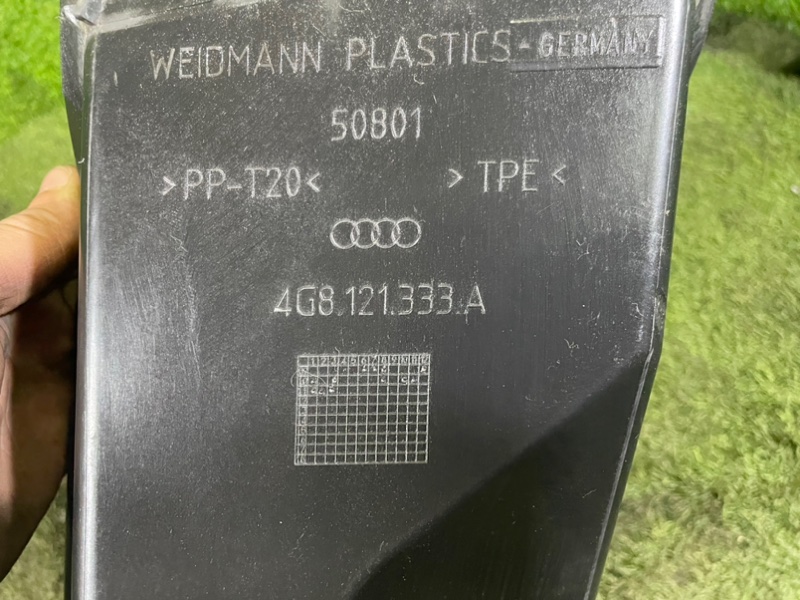 WEIDMANN PLASTICS - GERMANY
50801
>PP-T20< >TPE<
4G8.121.333.A